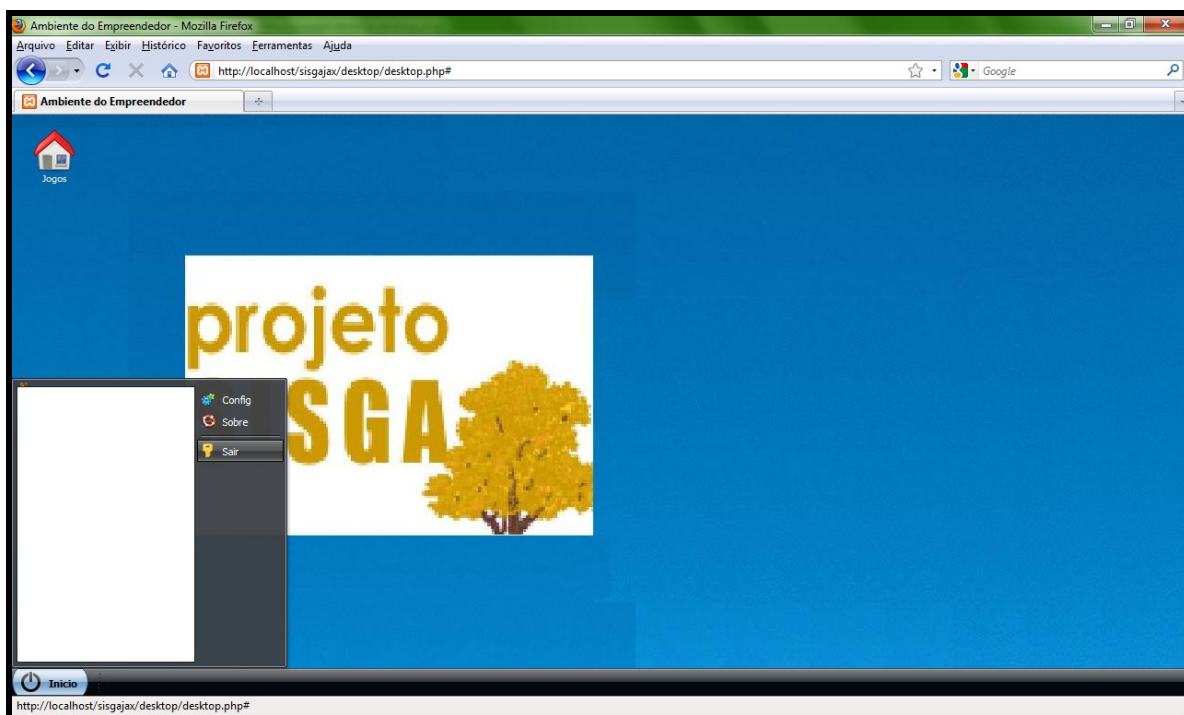 Ambiente do Empreendedor - Mozilla Firefox
Arquivo Editar Exibir Histórico Favoritos Ferramentas Ajuda
http://localhost/sisgajax/desktop/desktop.php#
Google
Ambiente do Empreendedor
Jogos
projeto
SGA
Config
Sobre
Sair
Inicio
http://localhost/sisgajax/desktop/desktop.php#